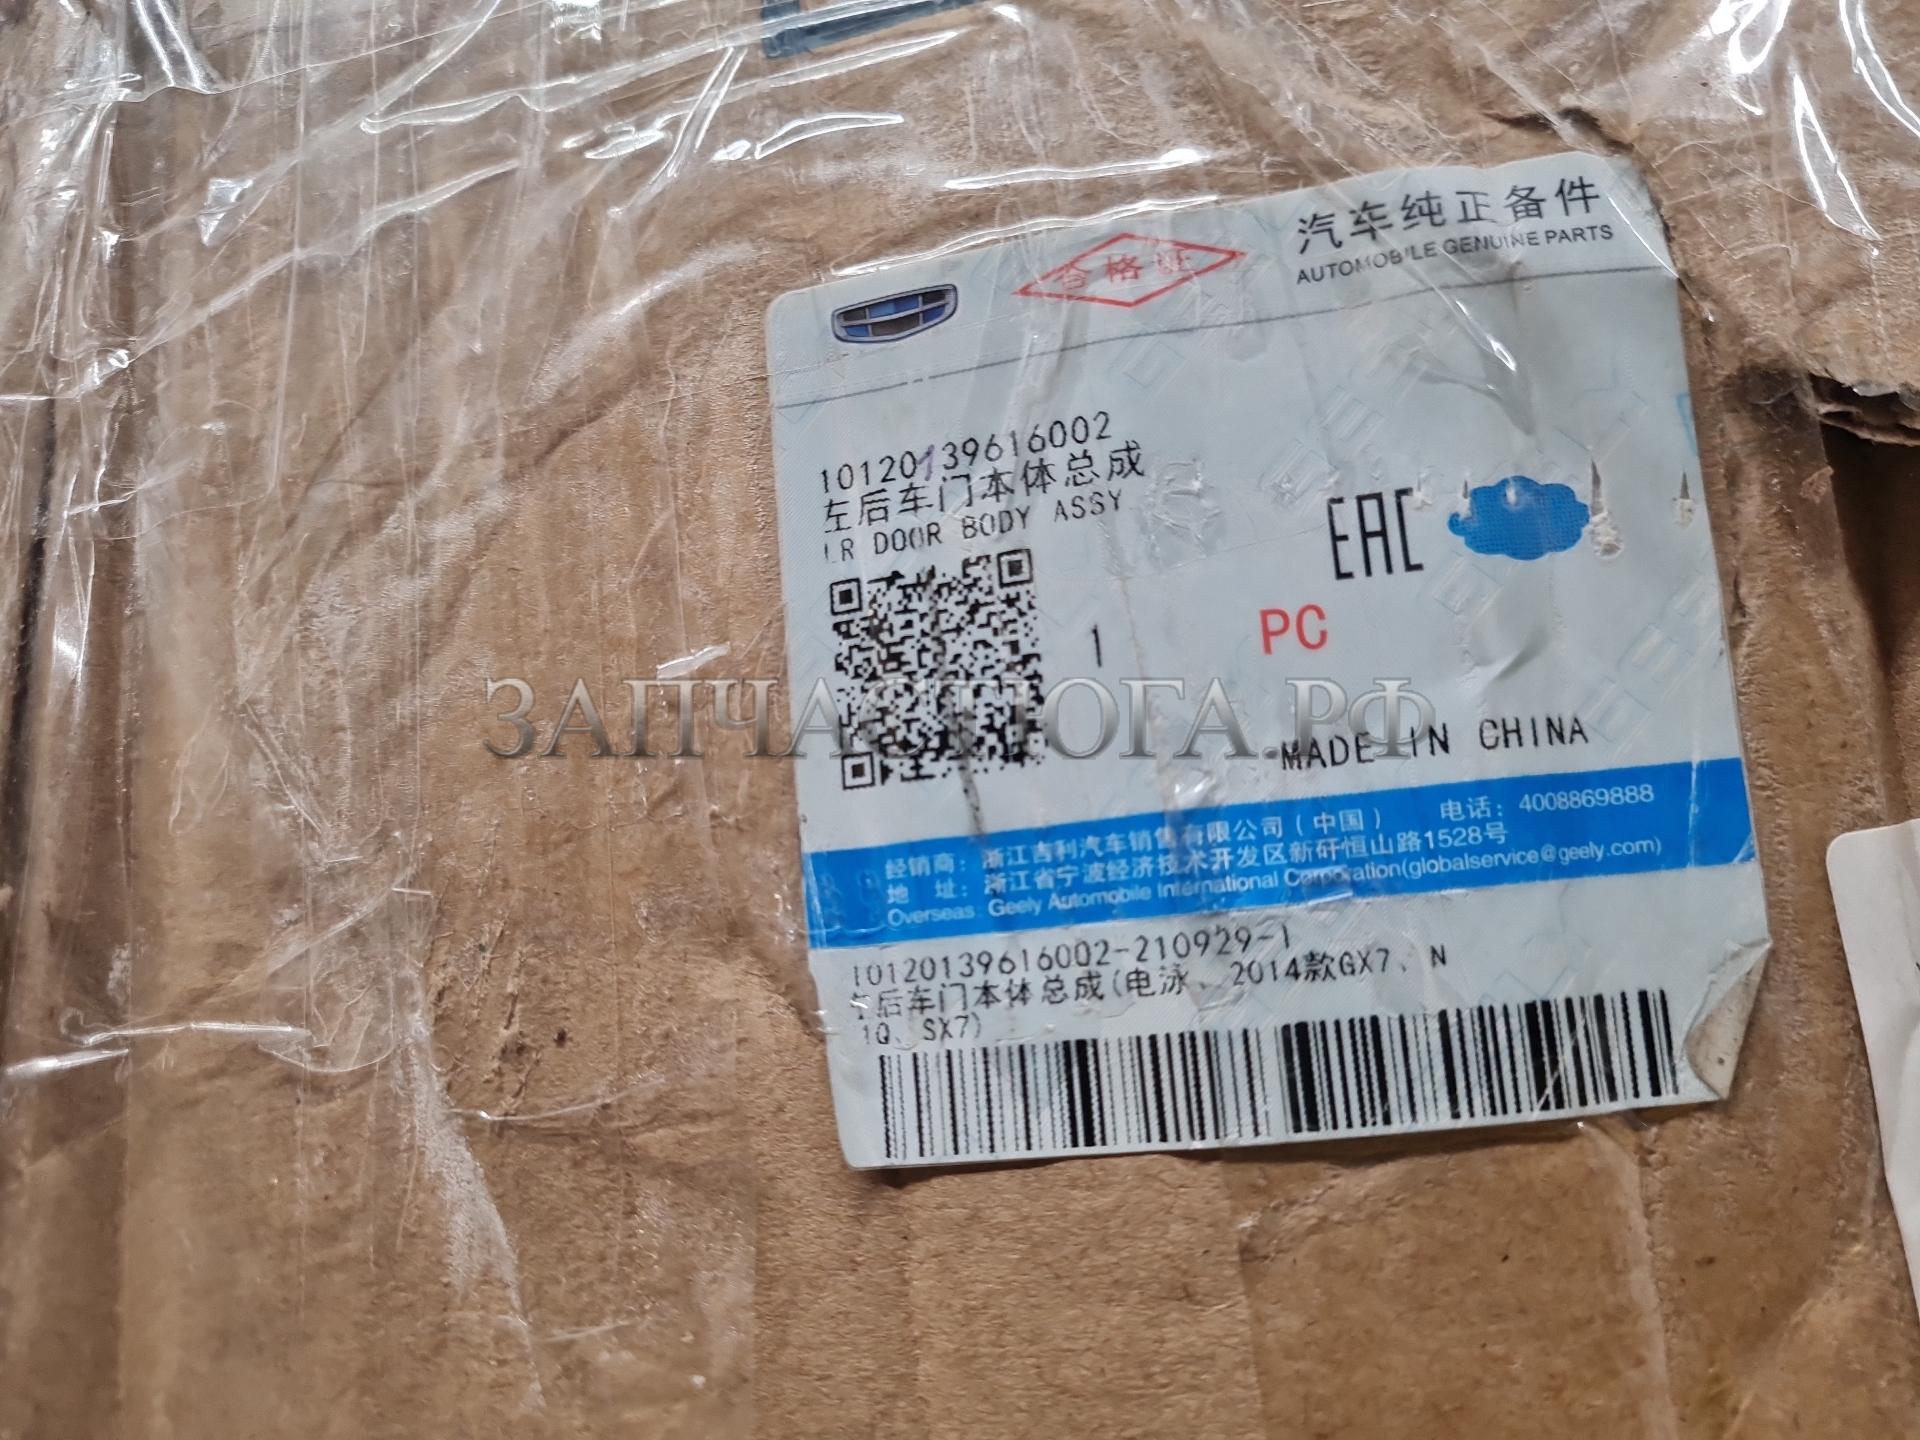 汽车纯正备件
AUTOMOBILE GENUINE PARTS
合格证
10120139616002
左后车门本体总成
LR DOOR BODY ASSY
EAC
1
PC
ЗАПЧАСТЮГА.РФ
MADE IN CHINA
经销商: 浙江吉利汽车销售有限公司(中国) 电话: 4008869888
地 址: 浙江省宁波经济技术开发区新矸恒山路1528号
Overseas: Geely Automobile International Corporation(globalservice@geely.com)
10120139616002-210929-1
左后车门本体总成(电泳、2014款GX7、N
SX7)